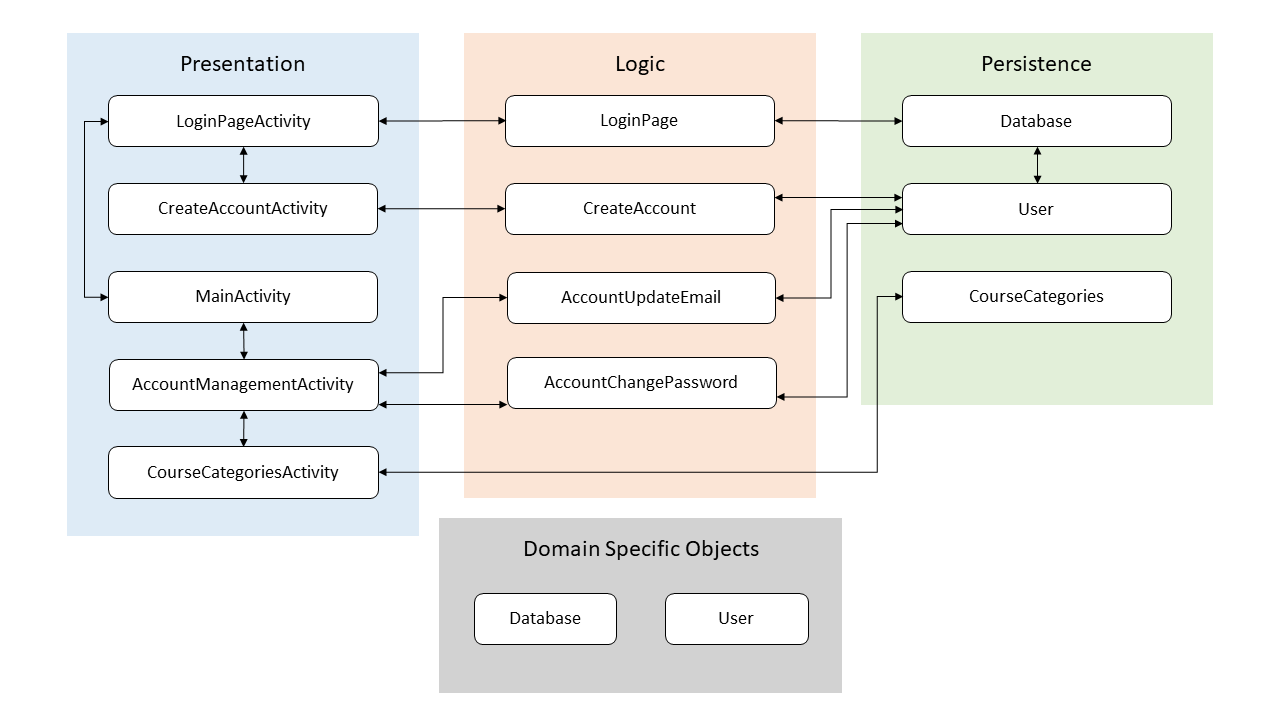 Presentation
LoginPageActivity
CreateAccountActivity
MainActivity
AccountManagementActivity
CourseCategoriesActivity
Logic
LoginPage
CreateAccount
AccountUpdateEmail
AccountChangePassword
Persistence
Database
User
CourseCategories
Domain Specific Objects
Database
User